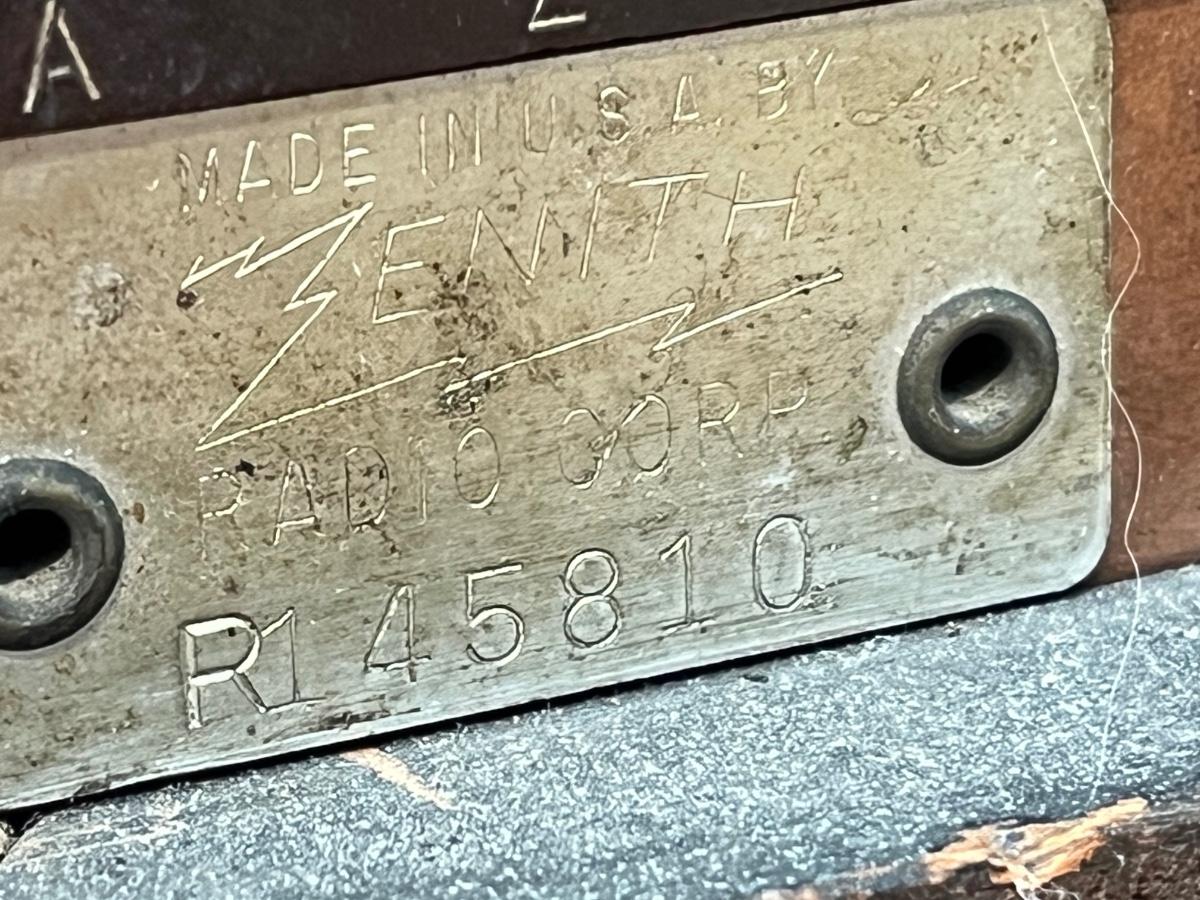 A L
MADE IN U.S.A. BY
ZENITH
RADIO CORP
R145810